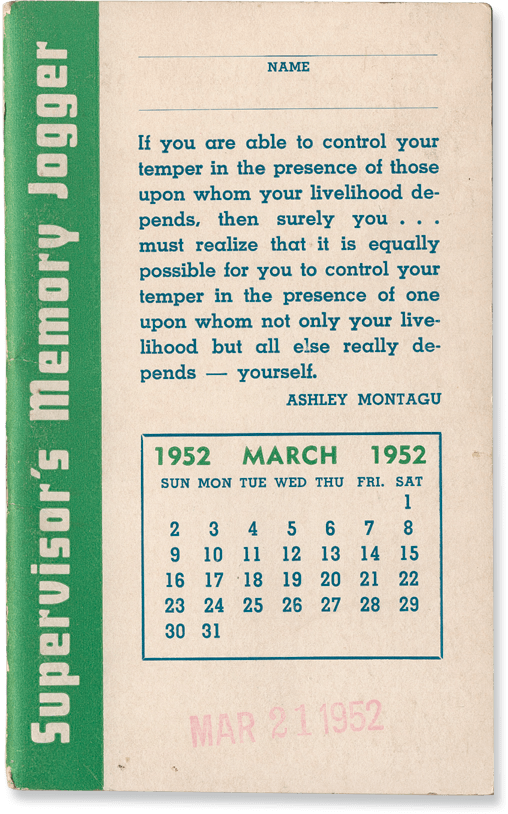 Supervisor's Memory Jogger
NAME
If you are able to control your
temper in the presence of those
upon whom your livelihood de-
pends, then surely you . . .
must realize that it is equally
possible for you to control your
temper in the presence of one
upon whom not only your live-
lihood but all else really de-
pends — yourself.
ASHLEY MONTAGU
1952 MARCH 1952
SUN MON TUE WED THU FRI. SAT
1
2 3 4 5 6 7 8
9 10 11 12 13 14 15
16 17 18 19 20 21 22
23 24 25 26 27 28 29
30 31
MAR 21 1952